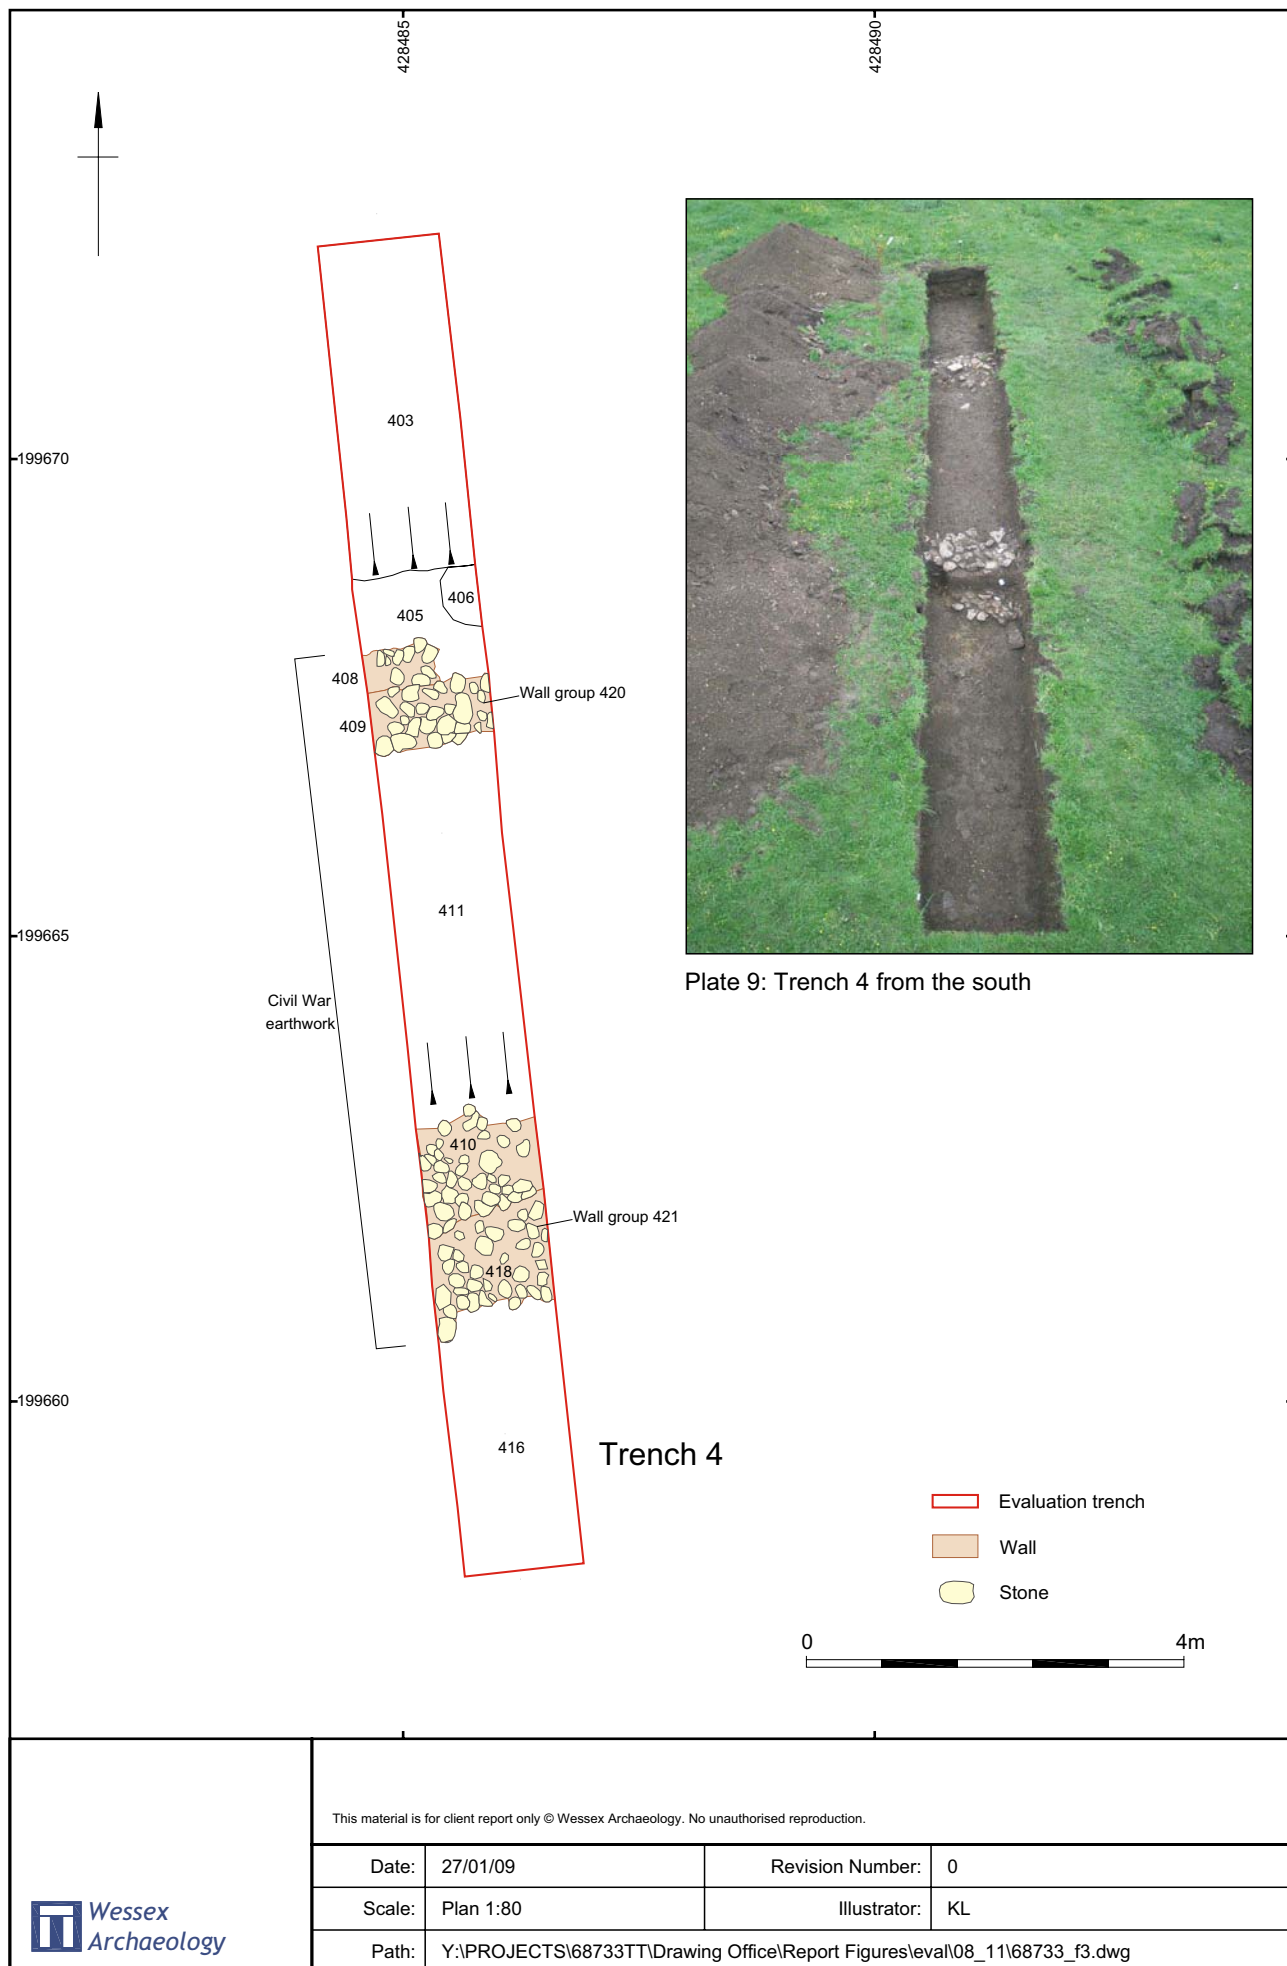 428485
428490
403
199670
405
406
408
Wall group 420
409
411
199665
Plate 9: Trench 4 from the south
Civil War
earthwork
410
Wall group 421
418
199660
416
Trench 4
Evaluation trench
Wall
Stone
0
4m
This material is for client report only © Wessex Archaeology. No unauthorised reproduction.
Date:
27/01/09
Revision Number:
0
Scale:
Plan 1:80
Illustrator:
KL
Path:
Y:\PROJECTS\68733TT\Drawing Office\Report Figures\eval\08_11\68733_f3.dwg
Wessex
Archaeology